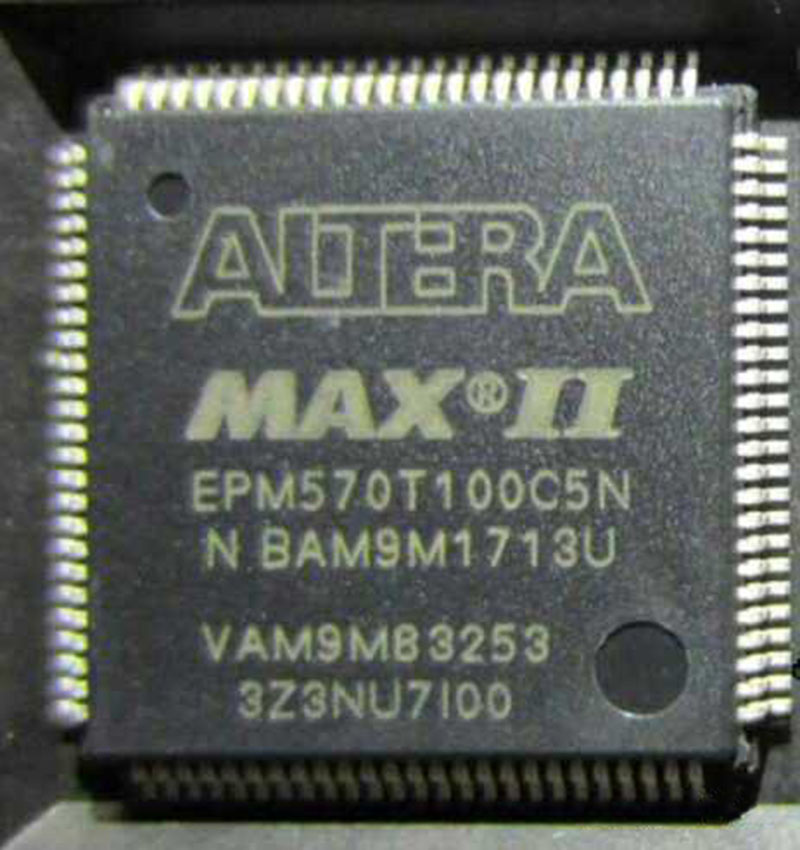 ALTERA
MAX® II
EPM570T100C5N
N BAM9M1713U
VAM9MB3253
3Z3NU7I00